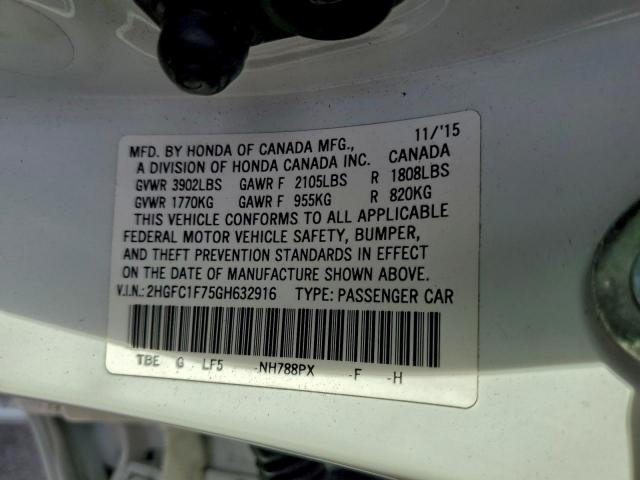 11/'15
MFD. BY HONDA OF CANADA MFG.,
A DIVISION OF HONDA CANADA INC. CANADA
GVWR 3902LBS GAWR F 2105LBS R 1808LBS
GVWR 1770KG GAWR F 955KG R 820KG
THIS VEHICLE CONFORMS TO ALL APPLICABLE
FEDERAL MOTOR VEHICLE SAFETY, BUMPER,
AND THEFT PREVENTION STANDARDS IN EFFECT
ON THE DATE OF MANUFACTURE SHOWN ABOVE.
V.I.N.: 2HGFC1F75GH632916 TYPE: PASSENGER CAR
TBE G LF5 -NH788PX -F -H